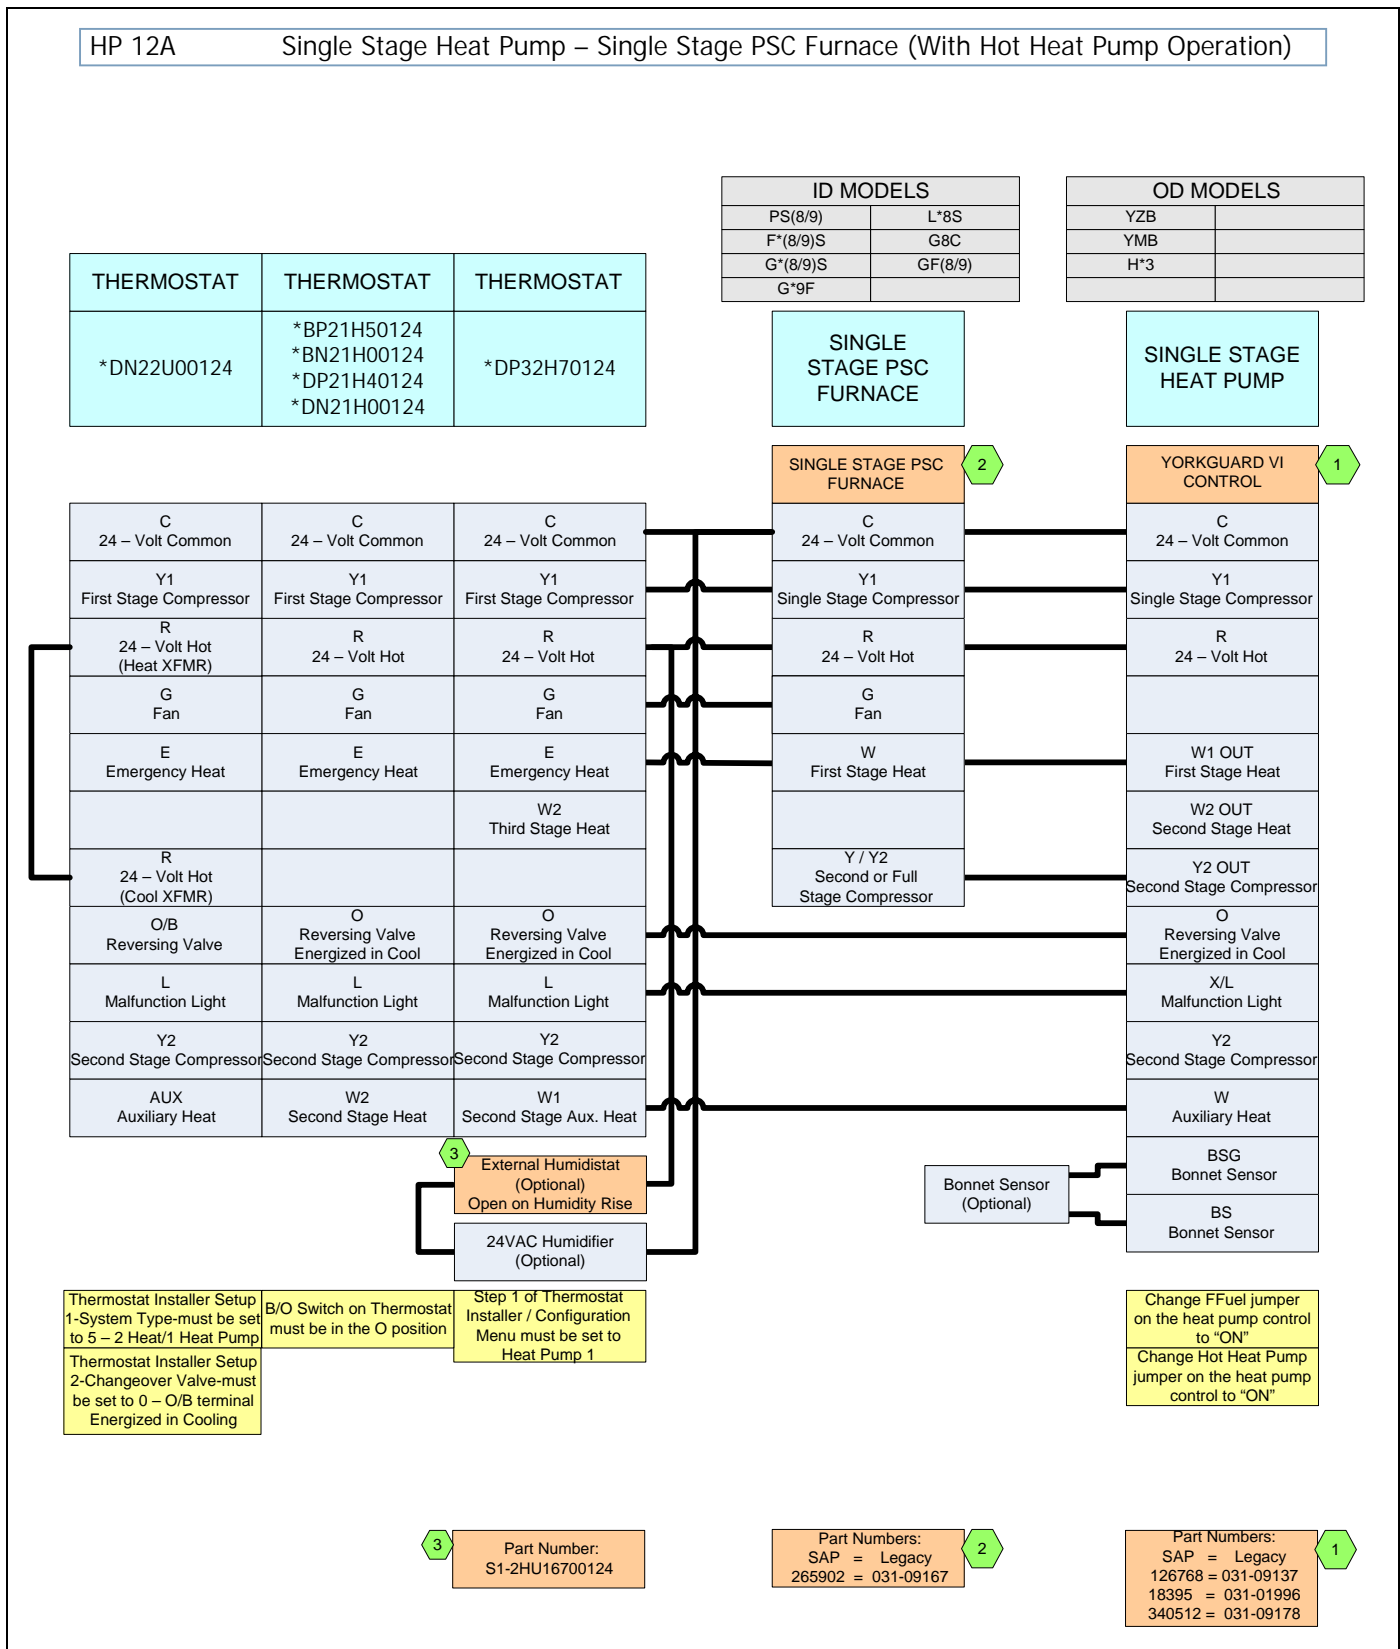 HP 12A
Single Stage Heat Pump – Single Stage PSC Furnace (With Hot Heat Pump Operation)
ID MODELS
PS(8/9)
L*8S
F*(8/9)S
G8C
G*(8/9)S
GF(8/9)
G*9F
OD MODELS
YZB
YMB
H*3
THERMOSTAT
THERMOSTAT
THERMOSTAT
*DN22U00124
*BP21H50124
*BN21H00124
*DP21H40124
*DN21H00124
*DP32H70124
SINGLE
STAGE PSC
FURNACE
SINGLE STAGE
HEAT PUMP
SINGLE STAGE PSC
FURNACE
2
YORKGUARD VI
CONTROL
1
C
24 – Volt Common
C
24 – Volt Common
C
24 – Volt Common
C
24 – Volt Common
C
24 – Volt Common
Y1
First Stage Compressor
Y1
First Stage Compressor
Y1
First Stage Compressor
Y1
Single Stage Compressor
Y1
Single Stage Compressor
R
24 – Volt Hot
(Heat XFMR)
R
24 – Volt Hot
R
24 – Volt Hot
R
24 – Volt Hot
R
24 – Volt Hot
G
Fan
G
Fan
G
Fan
G
Fan
E
Emergency Heat
E
Emergency Heat
E
Emergency Heat
W
First Stage Heat
W1 OUT
First Stage Heat
W2
Third Stage Heat
W2 OUT
Second Stage Heat
R
24 – Volt Hot
(Cool XFMR)
Y / Y2
Second or Full
Stage Compressor
Y2 OUT
Second Stage Compressor
O/B
Reversing Valve
O
Reversing Valve
Energized in Cool
O
Reversing Valve
Energized in Cool
O
Reversing Valve
Energized in Cool
L
Malfunction Light
L
Malfunction Light
L
Malfunction Light
X/L
Malfunction Light
Y2
Second Stage Compressor
Y2
Second Stage Compressor
Y2
Second Stage Compressor
Y2
Second Stage Compressor
AUX
Auxiliary Heat
W2
Second Stage Heat
W1
Second Stage Aux. Heat
W
Auxiliary Heat
3
External Humidistat
(Optional)
Open on Humidity Rise
24VAC Humidifier
(Optional)
Bonnet Sensor
(Optional)
BSG
Bonnet Sensor
BS
Bonnet Sensor
Thermostat Installer Setup
1-System Type-must be set
to 5 – 2 Heat/1 Heat Pump
Thermostat Installer Setup
2-Changeover Valve-must
be set to 0 – O/B terminal
Energized in Cooling
B/O Switch on Thermostat
must be in the O position
Step 1 of Thermostat
Installer / Configuration
Menu must be set to
Heat Pump 1
Change FFuel jumper
on the heat pump control
to “ON”
Change Hot Heat Pump
jumper on the heat pump
control to “ON”
3
Part Number:
S1-2HU16700124
Part Numbers:
SAP = Legacy
265902 = 031-09167
2
Part Numbers:
SAP = Legacy
126768 = 031-09137
18395 = 031-01996
340512 = 031-09178
1